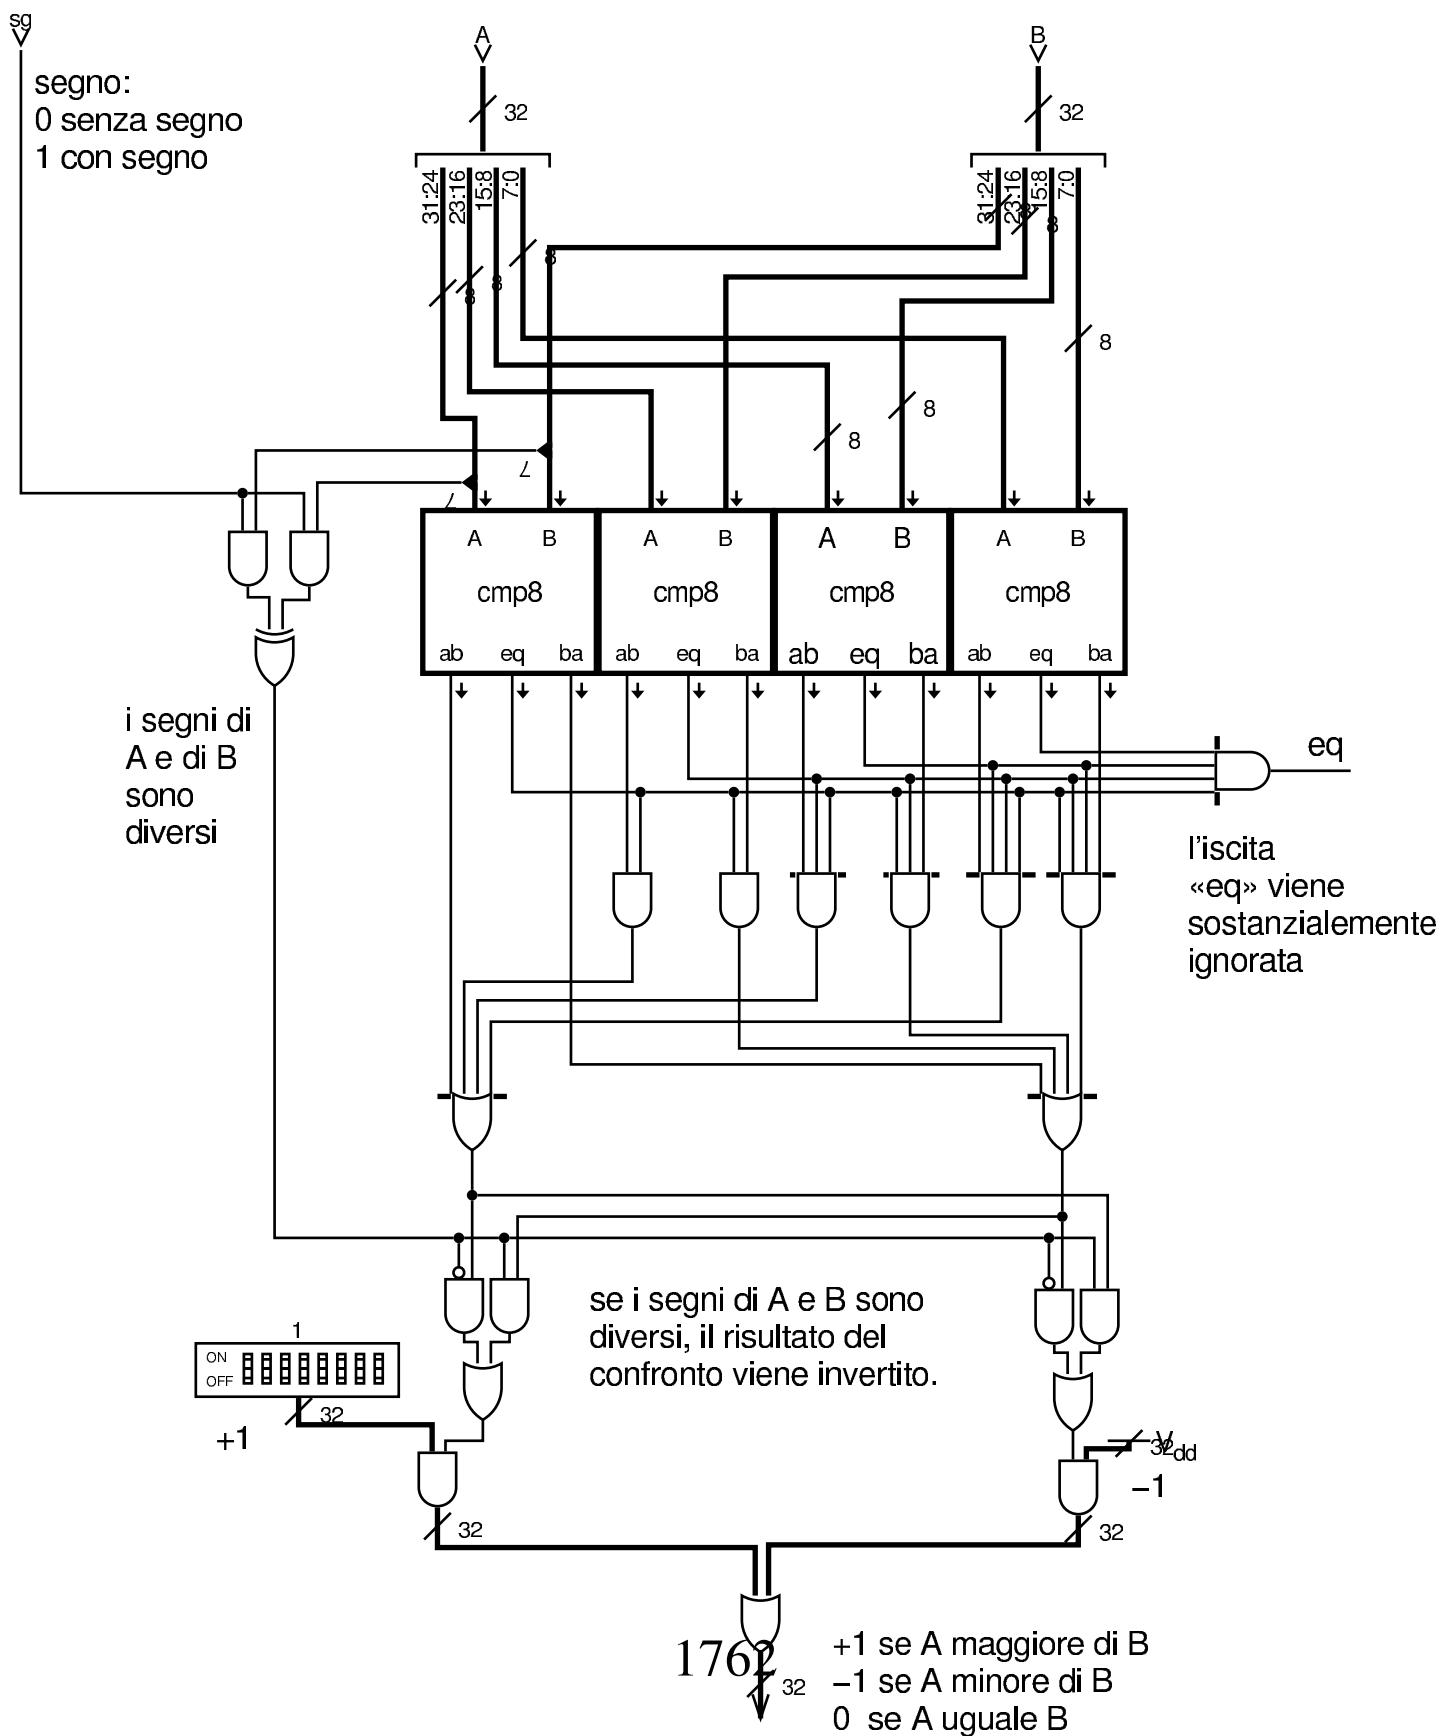 sg
A
B
segno:
0 senza segno
1 con segno
32
32
31:24
23:16
15:8
7:0
31:24
23:16
15:8
7:0
8
8
8
8
8
8
8
8
7
7
A B
cmp8
ab eq ba
A B
cmp8
ab eq ba
A B
cmp8
ab eq ba
A B
cmp8
ab eq ba
i segni di
A e di B
sono
diversi
eq
l'iscita
«eq» viene
sostanzialemente
ignorata
se i segni di A e B sono
diversi, il risultato del
confronto viene invertito.
1
ON
OFF
32
+1
32
Vdd
−1
32
32
1762
32
+1 se A maggiore di B
−1 se A minore di B
0 se A uguale B